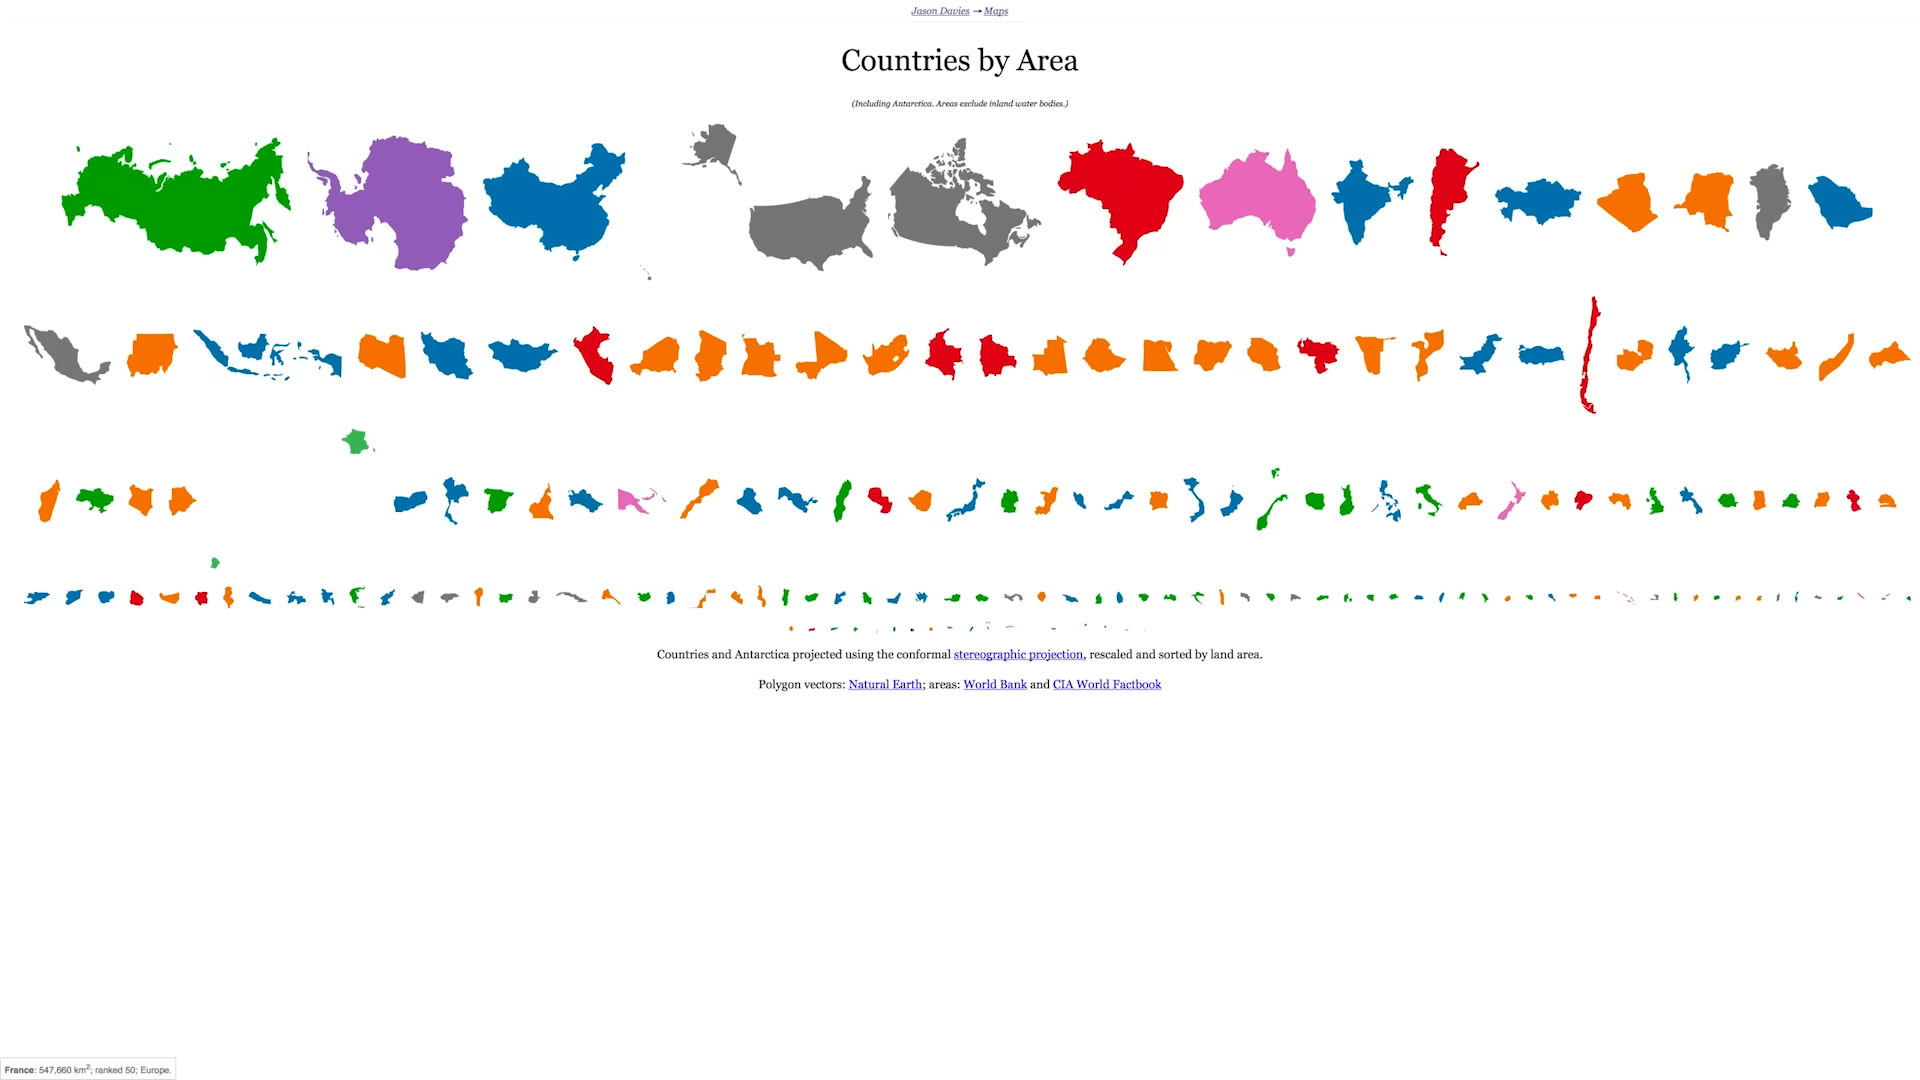 Jason Davies → Maps
Countries by Area
(Including Antarctica. Areas exclude inland water bodies.)
Countries and Antarctica projected using the conformal stereographic projection, rescaled and sorted by land area.
Polygon vectors: Natural Earth; areas: World Bank and CIA World Factbook
France: 547,660 km²; ranked 50; Europe.